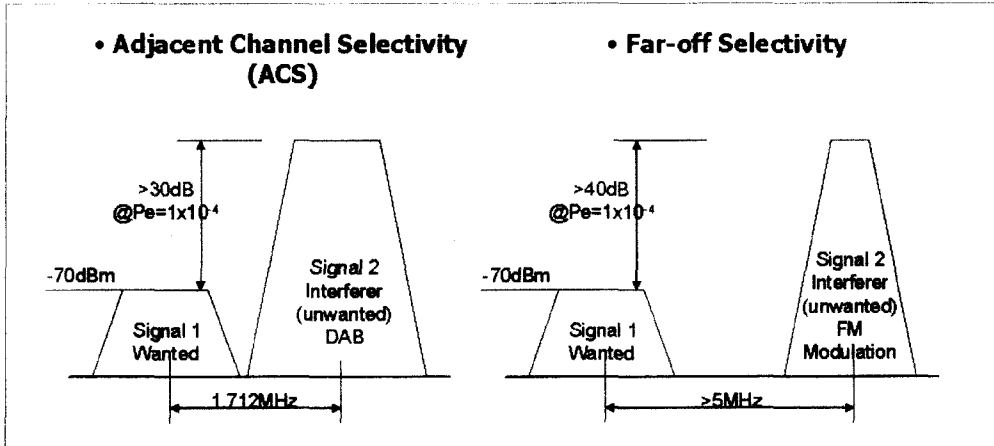 • Adjacent Channel Selectivity
(ACS)
• Far-off Selectivity
>30dB
@Pe=1x10⁻⁴
-70dBm
Signal 1
Wanted
Signal 2
Interferer
(unwanted)
DAB
1.712MHz
>40dB
@Pe=1x10⁻⁴
-70dBm
Signal 1
Wanted
Signal 2
Interferer
(unwanted)
FM
Modulation
>5MHz